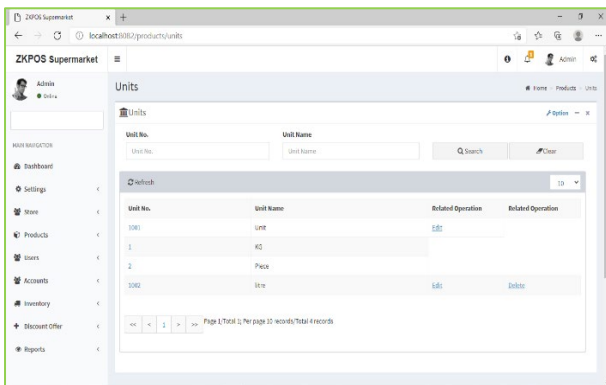 ZKPOS Supermarket
localhost:8082/products/units
ZKPOS Supermarket
0
Admin
Admin
Online
Units
Home
Products
Units
Units
Option
Unit No.
Unit Name
Unit No.
Unit Name
Search
Clear
MAIN NAVIGATION
Dashboard
Settings
Store
Products
Users
Accounts
Inventory
Discount Offer
Reports
Refresh
10
Unit No. Unit Name Related Operation Related Operation
1001 Unit Edit
1 KG
2 Piece
1002 litre Edit Delete
<< < 1 > >> Page 1/Total 1; Per page 10 records/Total 4 records